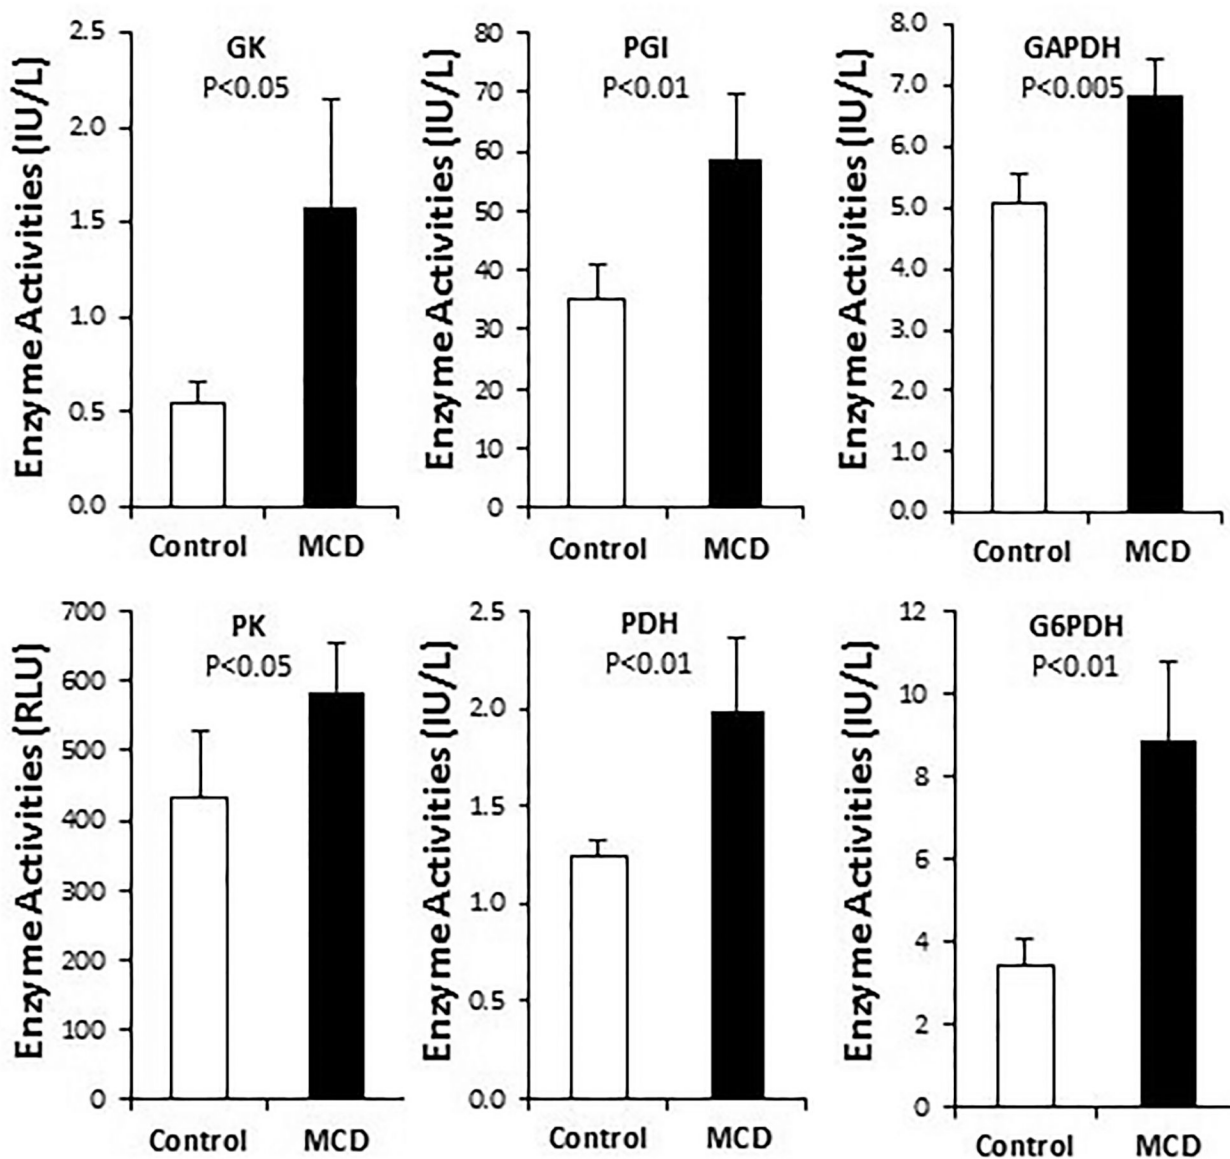 GK
P<0.05
Enzyme Activities (IU/L)
2.5
2.0
1.5
1.0
0.5
0.0
Control MCD
PGI
P<0.01
Enzyme Activities (IU/L)
80
70
60
50
40
30
20
10
0
Control MCD
GAPDH
P<0.005
Enzyme Activities (IU/L)
8.0
7.0
6.0
5.0
4.0
3.0
2.0
1.0
0.0
Control MCD
PK
P<0.05
Enzyme Activities (RLU)
700
600
500
400
300
200
100
0
Control MCD
PDH
P<0.01
Enzyme Activities (IU/L)
2.5
2.0
1.5
1.0
0.5
0.0
Control MCD
G6PDH
P<0.01
Enzyme Activities (IU/L)
12
10
8
6
4
2
0
Control MCD